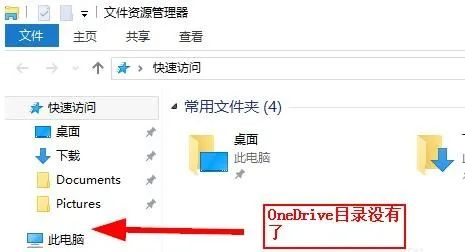 文件资源管理器
文件 主页 共享 查看
快速访问
快速访问
桌面
下载
Documents
Pictures
此电脑
常用文件夹 (4)
桌面
此电脑
OneDrive目录没有
了